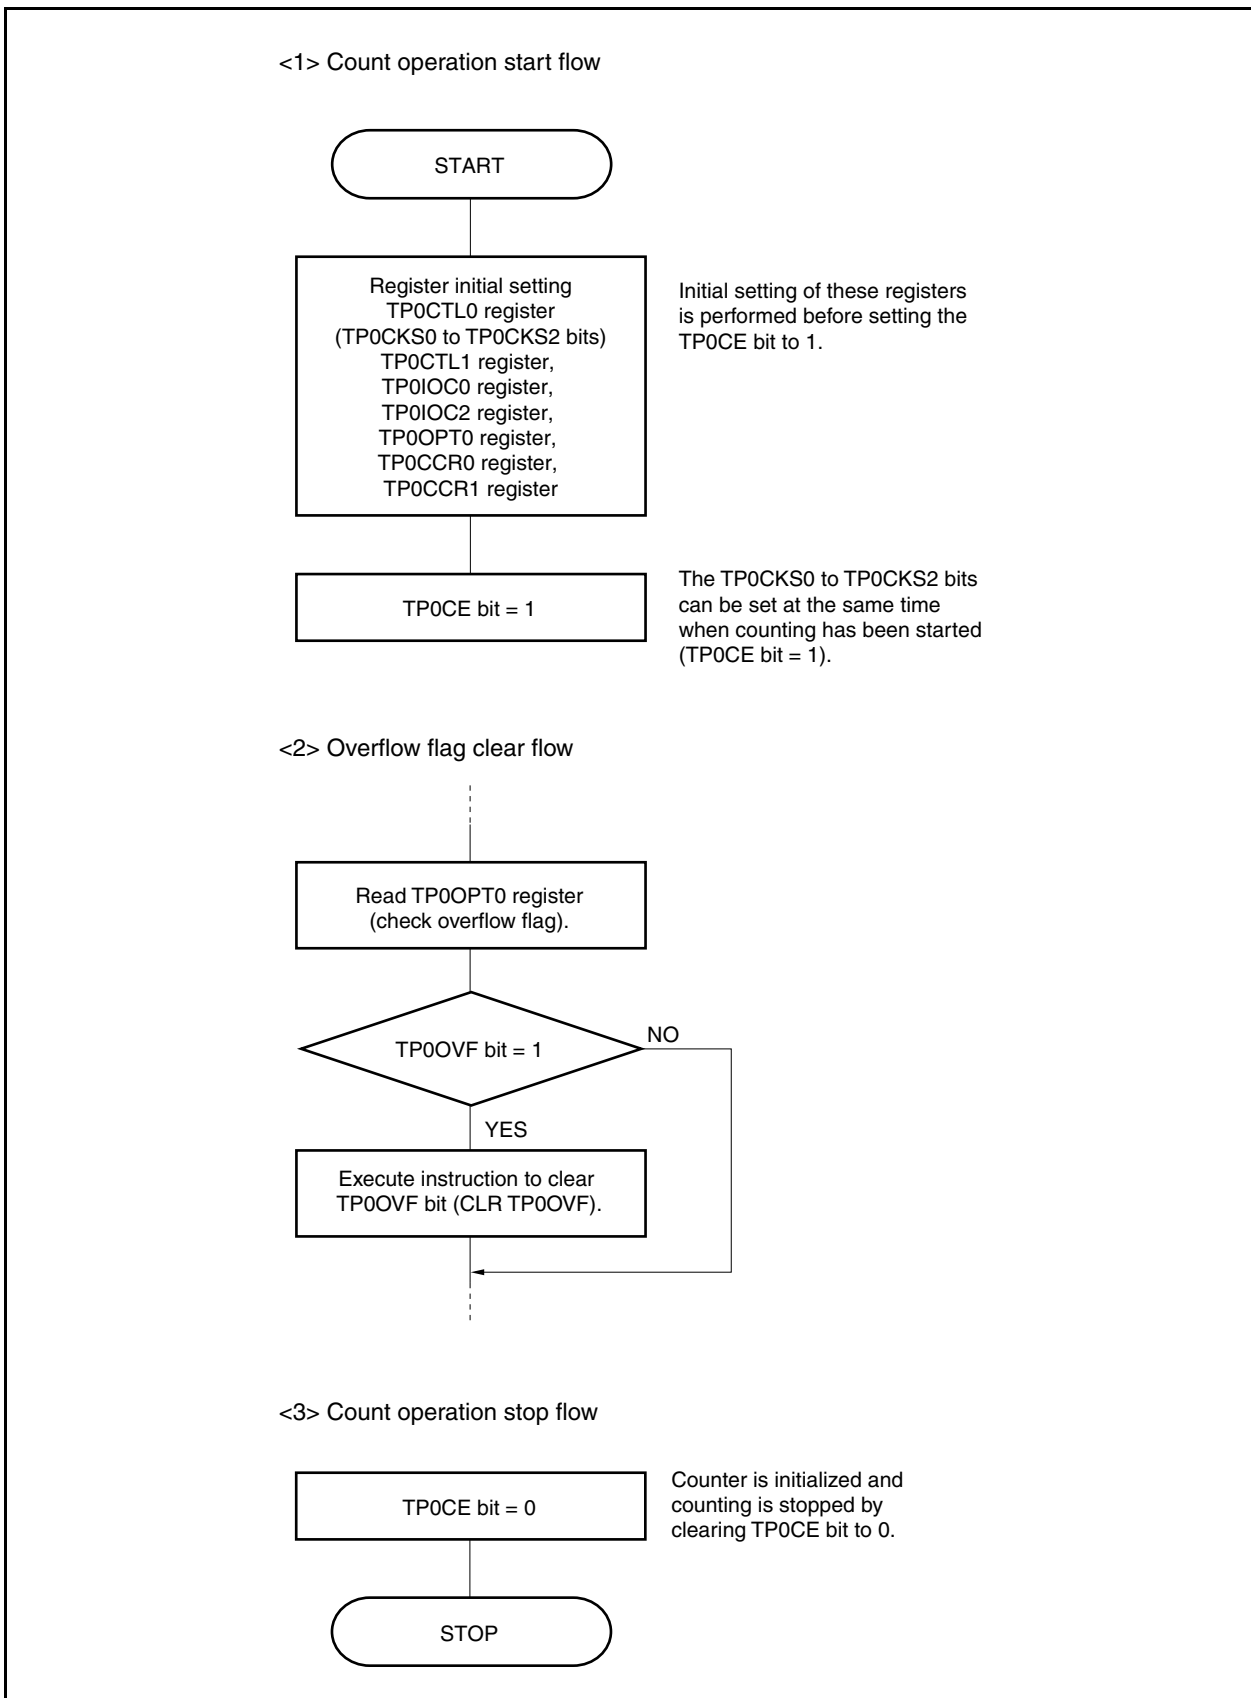 <1> Count operation start flow
START
Register initial setting
TP0CTL0 register
(TP0CKS0 to TP0CKS2 bits)
TP0CTL1 register,
TP0IOC0 register,
TP0IOC2 register,
TP0OPT0 register,
TP0CCR0 register,
TP0CCR1 register
Initial setting of these registers
is performed before setting the
TP0CE bit to 1.
TP0CE bit = 1
The TP0CKS0 to TP0CKS2 bits
can be set at the same time
when counting has been started
(TP0CE bit = 1).
<2> Overflow flag clear flow
Read TP0OPT0 register
(check overflow flag).
TP0OVF bit = 1
NO
YES
Execute instruction to clear
TP0OVF bit (CLR TP0OVF).
<3> Count operation stop flow
TP0CE bit = 0
Counter is initialized and
counting is stopped by
clearing TP0CE bit to 0.
STOP